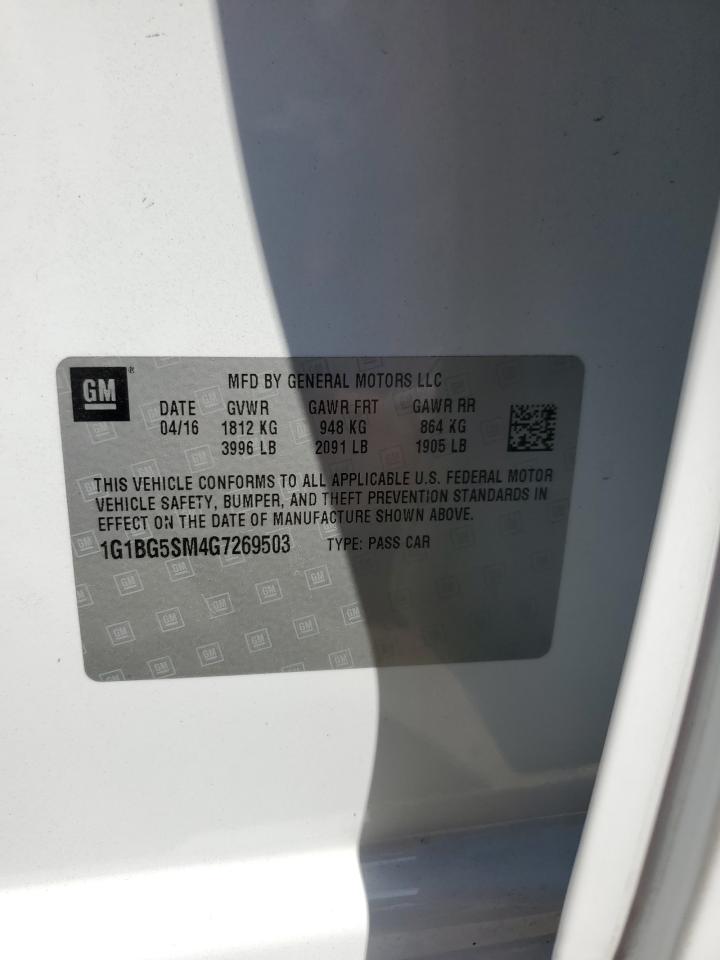 GM ®
MFD BY GENERAL MOTORS LLC
DATE GVWR GAWR FRT GAWR RR
04/16 1812 KG 948 KG 864 KG
3996 LB 2091 LB 1905 LB
THIS VEHICLE CONFORMS TO ALL APPLICABLE U.S. FEDERAL MOTOR
VEHICLE SAFETY, BUMPER, AND THEFT PREVENTION STANDARDS IN
EFFECT ON THE DATE OF MANUFACTURE SHOWN ABOVE.
1G1BG5SM4G7269503 TYPE: PASS CAR